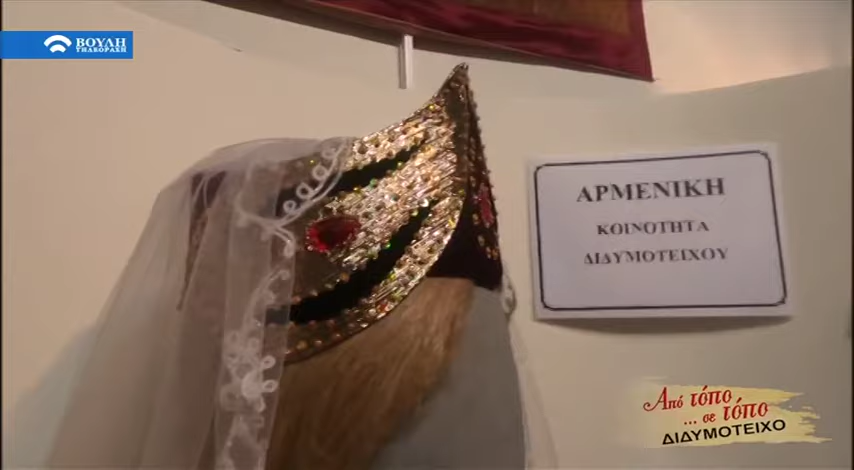 ΒΟΥΛΗ
ΤΗΛΕΟΡΑΣΗ
ΑΡΜΕΝΙΚΗ
ΚΟΙΝΟΤΗΤΑ
ΔΙΔΥΜΟΤΕΙΧΟΥ
Από τόπο
... σε τόπο
ΔΙΔΥΜΟΤΕΙΧΟ